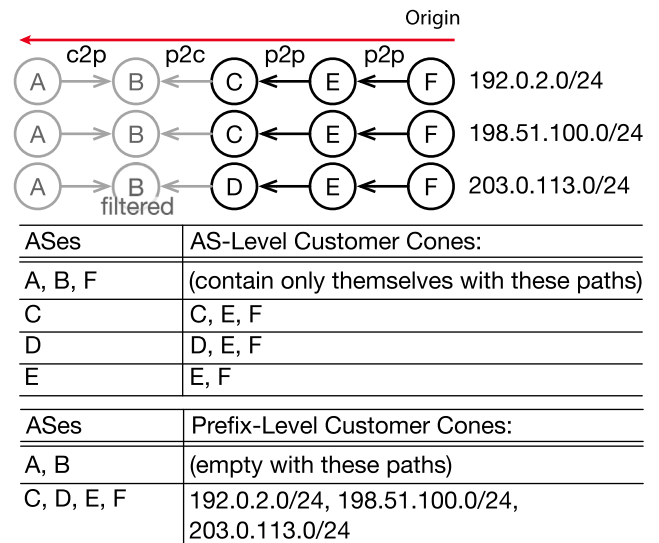 Origin
c2p p2c p2p p2p
A B C E F 192.0.2.0/24
A B C E F 198.51.100.0/24
A B D E F 203.0.113.0/24
filtered
ASes AS-Level Customer Cones:
A, B, F (contain only themselves with these paths)
C C, E, F
D D, E, F
E E, F
ASes Prefix-Level Customer Cones:
A, B (empty with these paths)
C, D, E, F 192.0.2.0/24, 198.51.100.0/24,
203.0.113.0/24